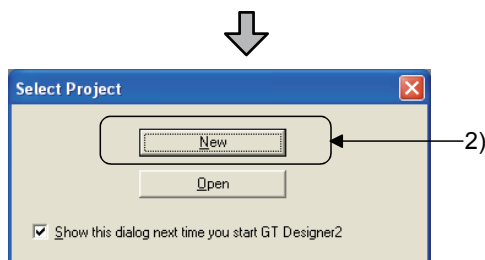 Select Project
New
2)
Open
Show this dialog next time you start GT Designer2